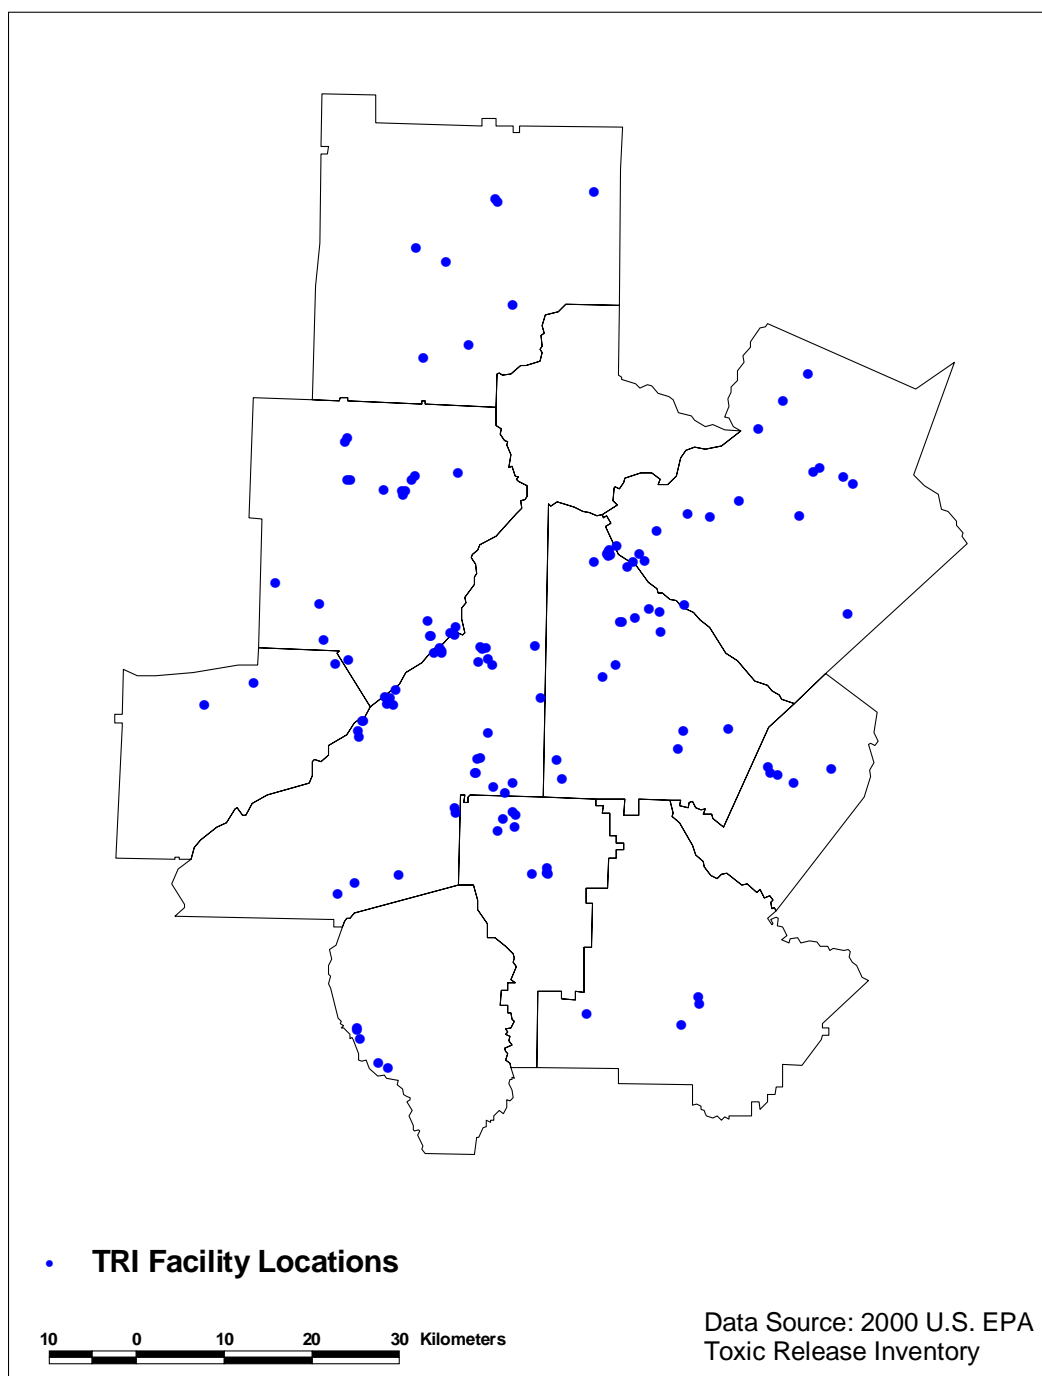 TRI Facility Locations
10 0 10 20 30 Kilometers
Data Source: 2000 U.S. EPA
Toxic Release Inventory